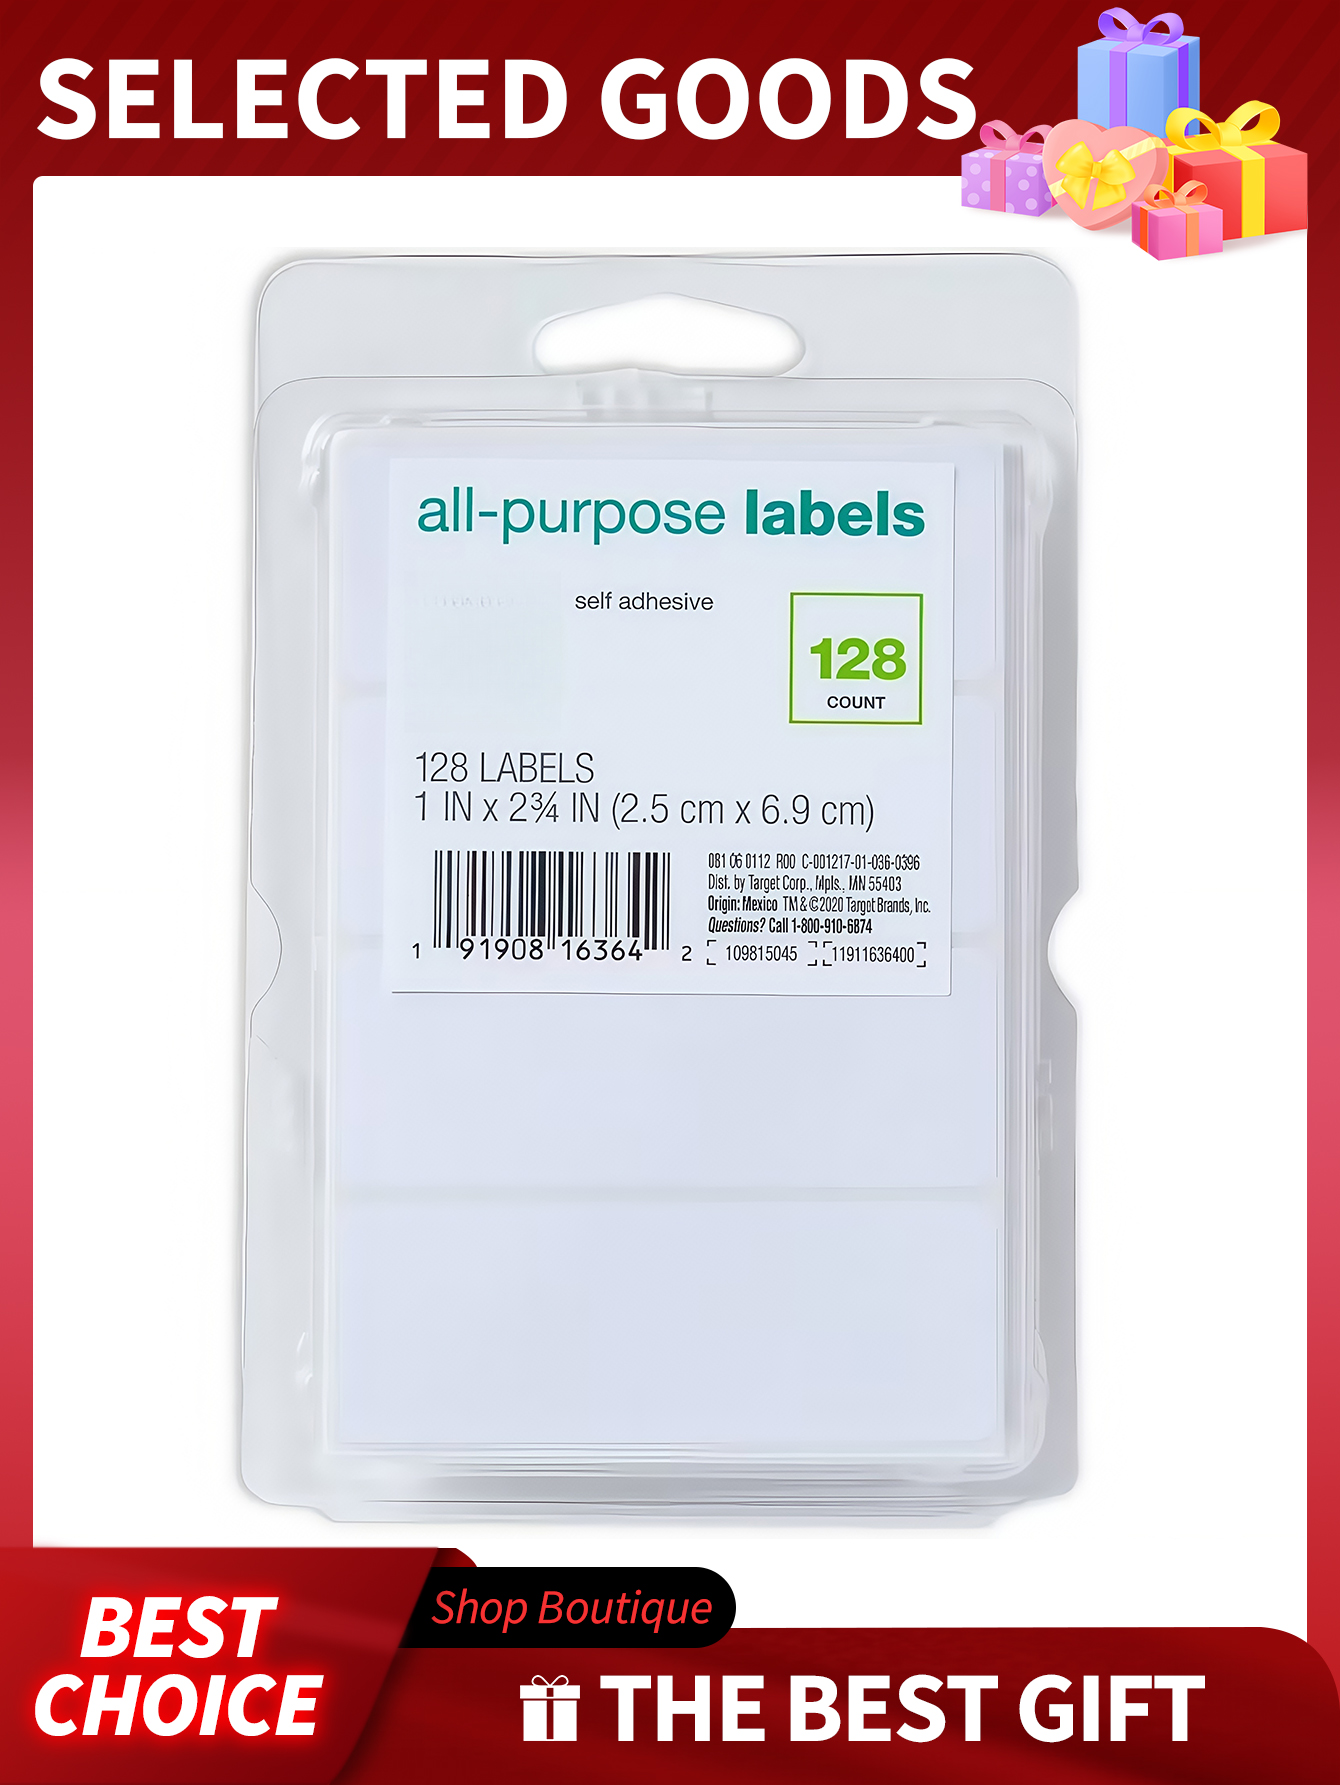 SELECTED GOODS
all-purpose labels
self adhesive
128
COUNT
128 LABELS
1 IN x 2¾ IN (2.5 cm x 6.9 cm)
081 06 0112 R00 C-001217-01-036-0396
Dist. by Target Corp., Mpls., MN 55403
Origin: Mexico TM & ©2020 Target Brands, Inc.
Questions? Call 1-800-910-6874
1 91908 16364 2
109815045 11911636400
BEST
CHOICE
Shop Boutique
THE BEST GIFT